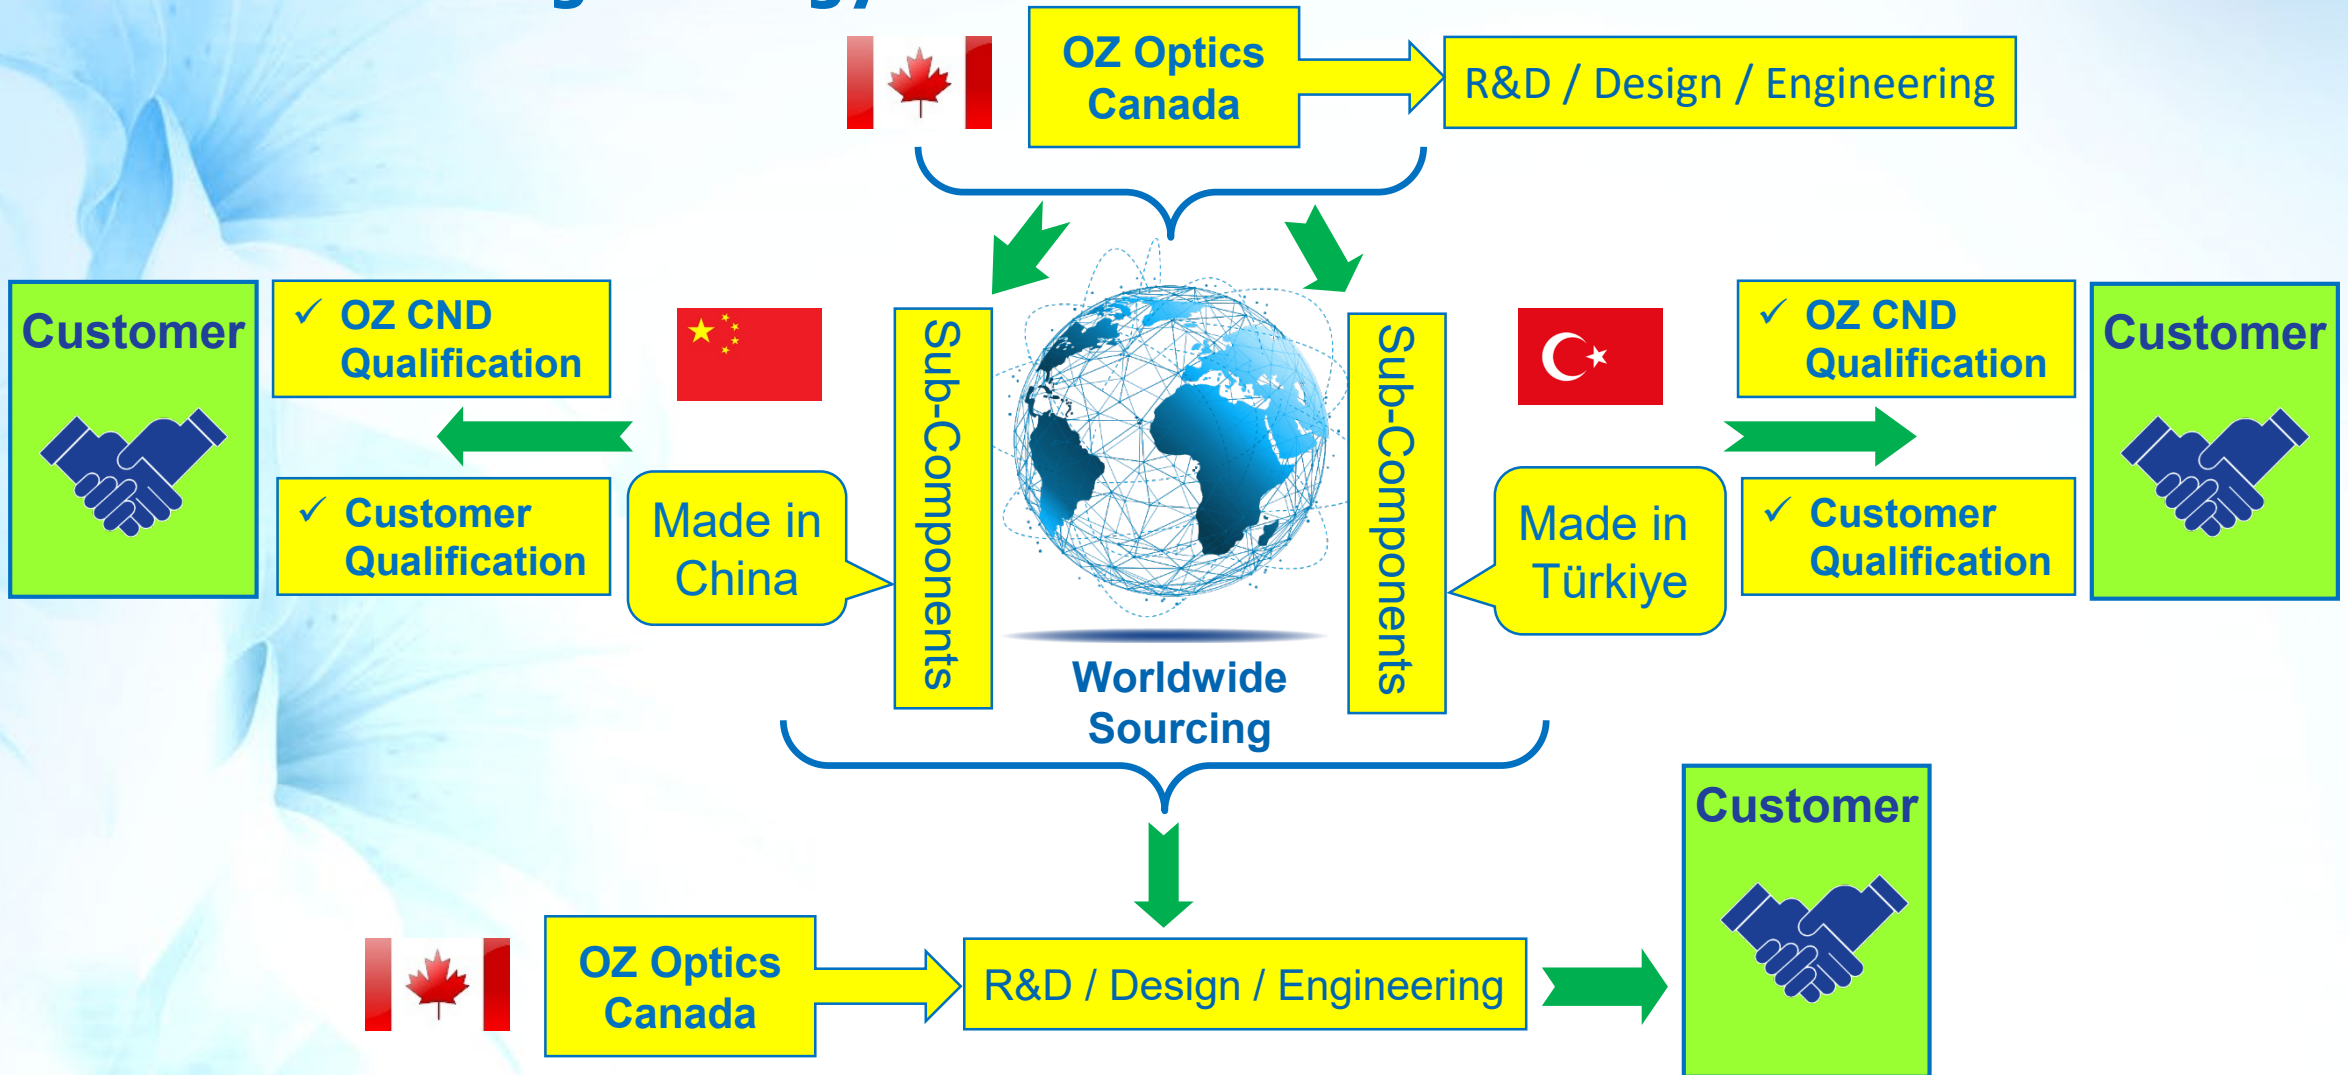 OZ Optics
Canada
R&D / Design / Engineering
Customer
✓ OZ CND
Qualification
✓ Customer
Qualification
Made in
China
Sub-Components
Worldwide
Sourcing
Sub-Components
Made in
Türkiye
✓ OZ CND
Qualification
✓ Customer
Qualification
Customer
OZ Optics
Canada
R&D / Design / Engineering
Customer